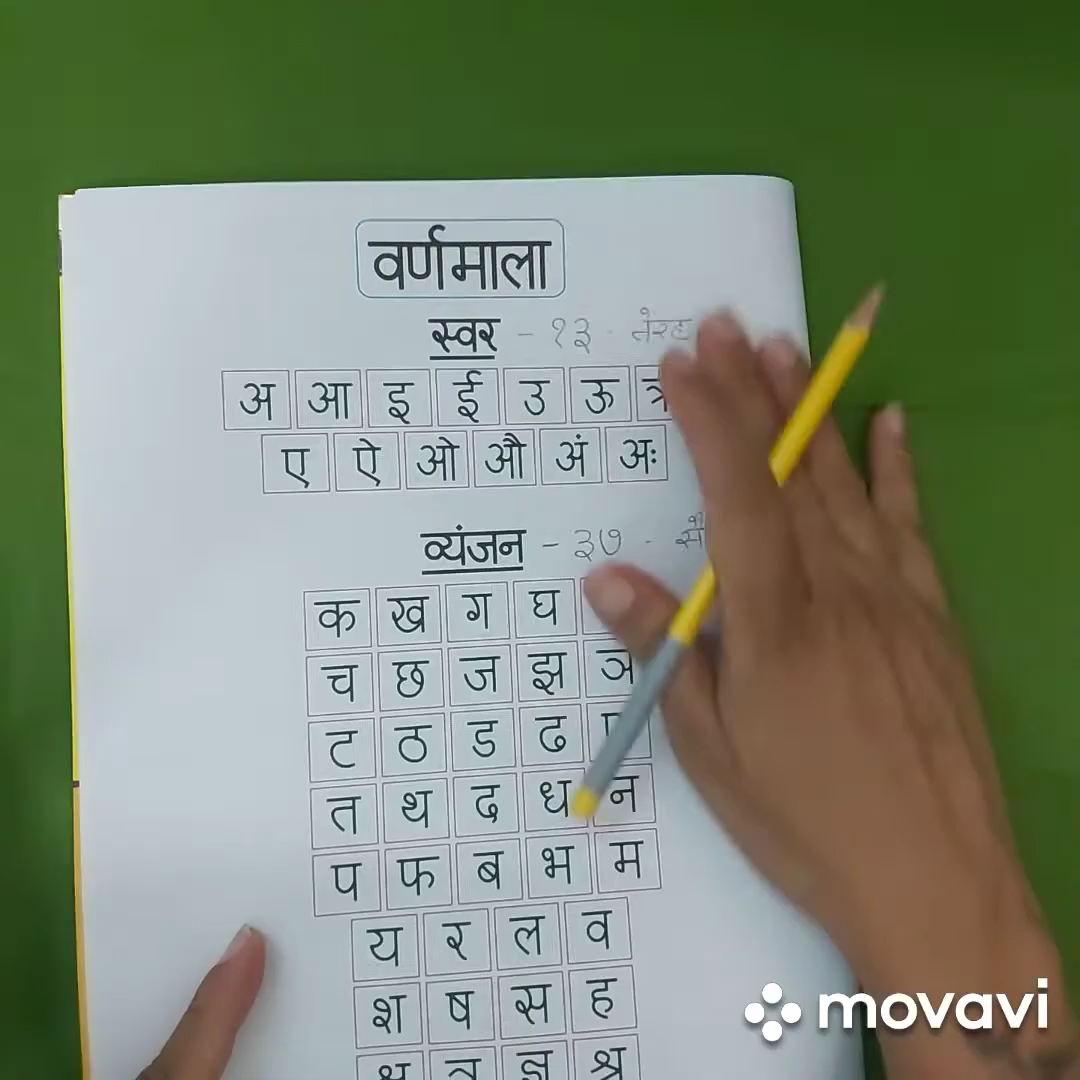 वर्णमाला
स्वर - १३ - तेरह
अ आ इ ई उ ऊ
ए ऐ ओ औ अं अः
व्यंजन - ३७ -
क ख ग घ
च छ ज झ ञ
ट ठ ड ढ
त थ द ध न
प फ ब भ म
य र ल व
श ष स ह
क्ष त्र ज्ञ श्र
movavi